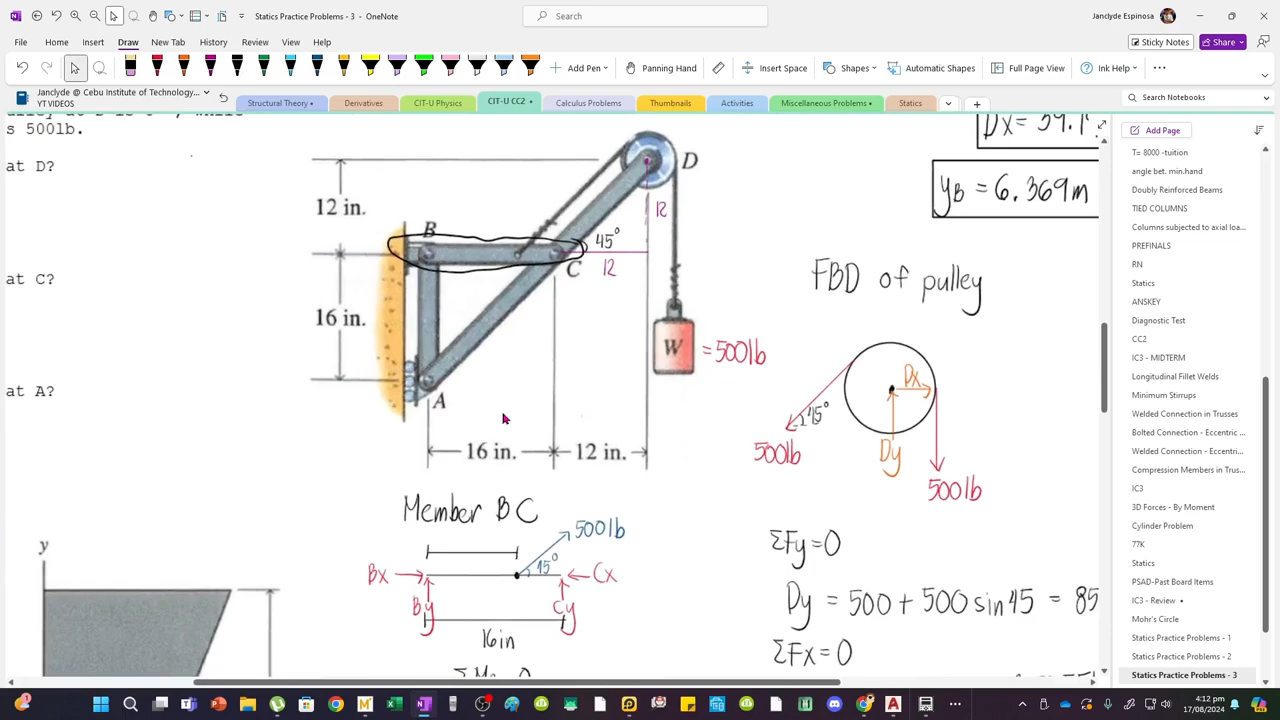 Statics Practice Problems - 3 - OneNote
Search
Janclyde Espinosa
File Home Insert Draw New Tab History Review View Help
Sticky Notes
Share
Add Pen
Panning Hand
Insert Space
Shapes
Automatic Shapes
Full Page View
Ink Help
Janclyde @ Cebu Institute of Technology...
YT VIDEOS
Structural Theory
Derivatives
CIT-U Physics
CIT-U CC2
Calculus Problems
Thumbnails
Activities
Miscellaneous Problems
Statics
Search Notebooks
Add Page
T= 8000 -tuition
angle bet. min.hand
Doubly Reinforced Beams
TIED COLUMNS
Columns subjected to axial loa...
PREFINALS
RN
Statics
ANSKEY
Diagnostic Test
CC2
IC3 - MIDTERM
Longitudinal Fillet Welds
Minimum Stirrups
Welded Connection in Trusses
Bolted Connection - Eccentric ...
Welded Connection - Eccentri...
Compression Members in Trus...
IC3
3D Forces - By Moment
Cylinder Problem
77K
Statics
PSAD-Past Board Items
IC3 - Review
Mohr's Circle
Statics Practice Problems - 1
Statics Practice Problems - 2
Statics Practice Problems - 3
s 500lb.
at D?
at C?
at A?
12 in.
16 in.
B
D
12
45°
12
C
W
= 500lb
A
16 in.
12 in.
yB = 6.369m
FBD of pulley
Dx
45°
500lb
Dy
500lb
Member BC
500lb
45°
Bx
Cx
By
Cy
16in
ΣFy=0
Dy = 500 + 500 sin45 = 85
ΣFx=0
y
4:12 pm
17/08/2024